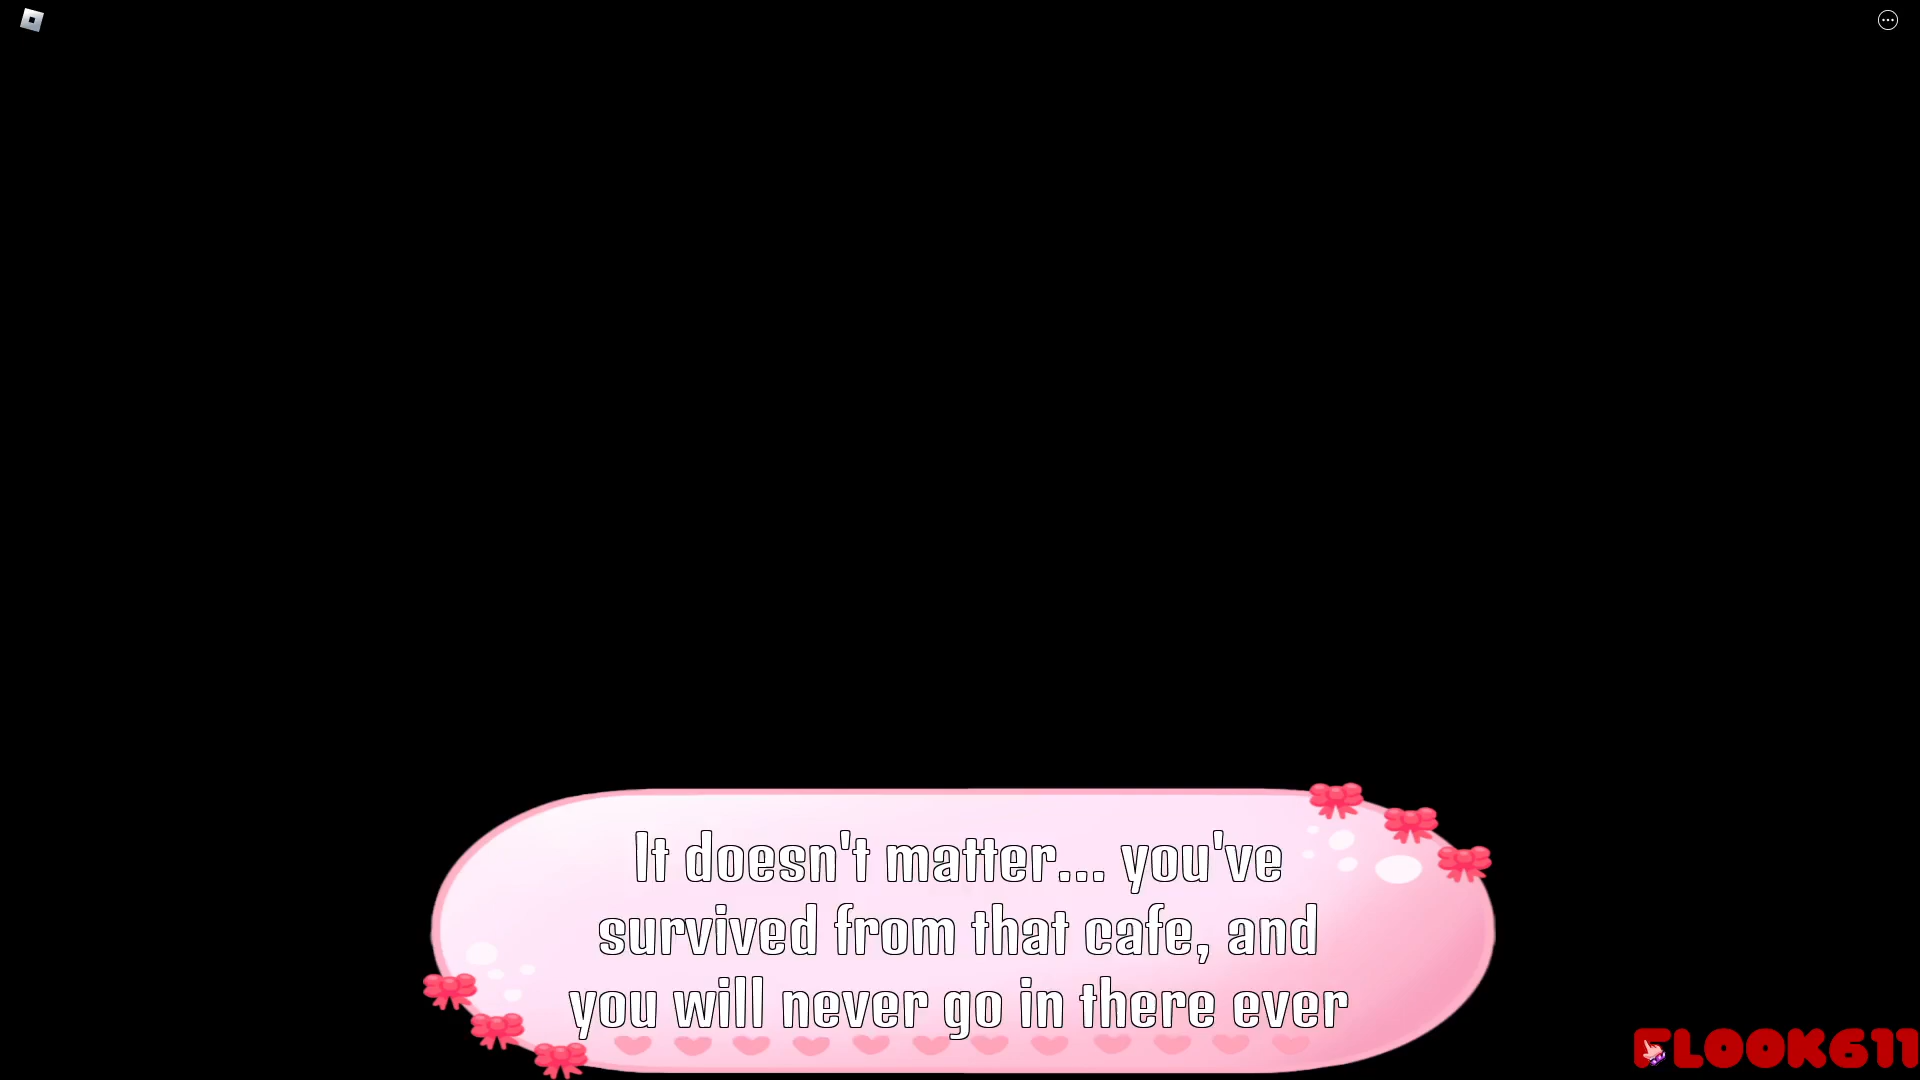 It doesn't matter... you've
survived from that cafe, and
you will never go in there ever
FLOOK611